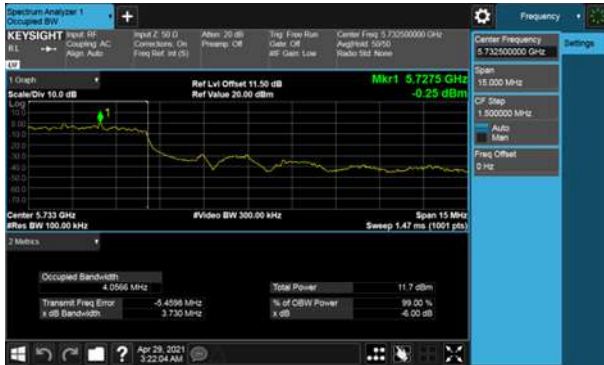 Spectrum Analyzer 1
Occupied BW
+
Frequency
KEYSIGHT
Input: RF
Input Z: 50 Ω
Atten: 20 dB
Trig: Free Run
Center Freq: 5.732500000 GHz
RL
Coupling: AC
Corrections: On
Preamp: Off
Gate: Off
Avg|Hold: 50/50
Align: Auto
Freq Ref: Int (S)
#IF Gain: Low
Radio Std: None
Center Frequency
5.732500000 GHz
Settings
Span
15.000 MHz
CF Step
1.500000 MHz
Auto
Man
Freq Offset
0 Hz
1 Graph
Ref Lvl Offset 11.50 dB
Mkr1 5.7275 GHz
Scale/Div 10.0 dB
Ref Value 20.00 dBm
-0.25 dBm
Log
10.0
0.00
1
Center 5.733 GHz
#Video BW 300.00 kHz
Span 15 MHz
#Res BW 100.00 kHz
Sweep 1.47 ms (1001 pts)
2 Metrics
Occupied Bandwidth
4.0566 MHz
Total Power
11.7 dBm
Transmit Freq Error
-5.4598 MHz
% of OBW Power
99.00 %
x dB Bandwidth
3.730 MHz
x dB
-6.00 dB
?
Apr 29, 2021
3:22:04 AM